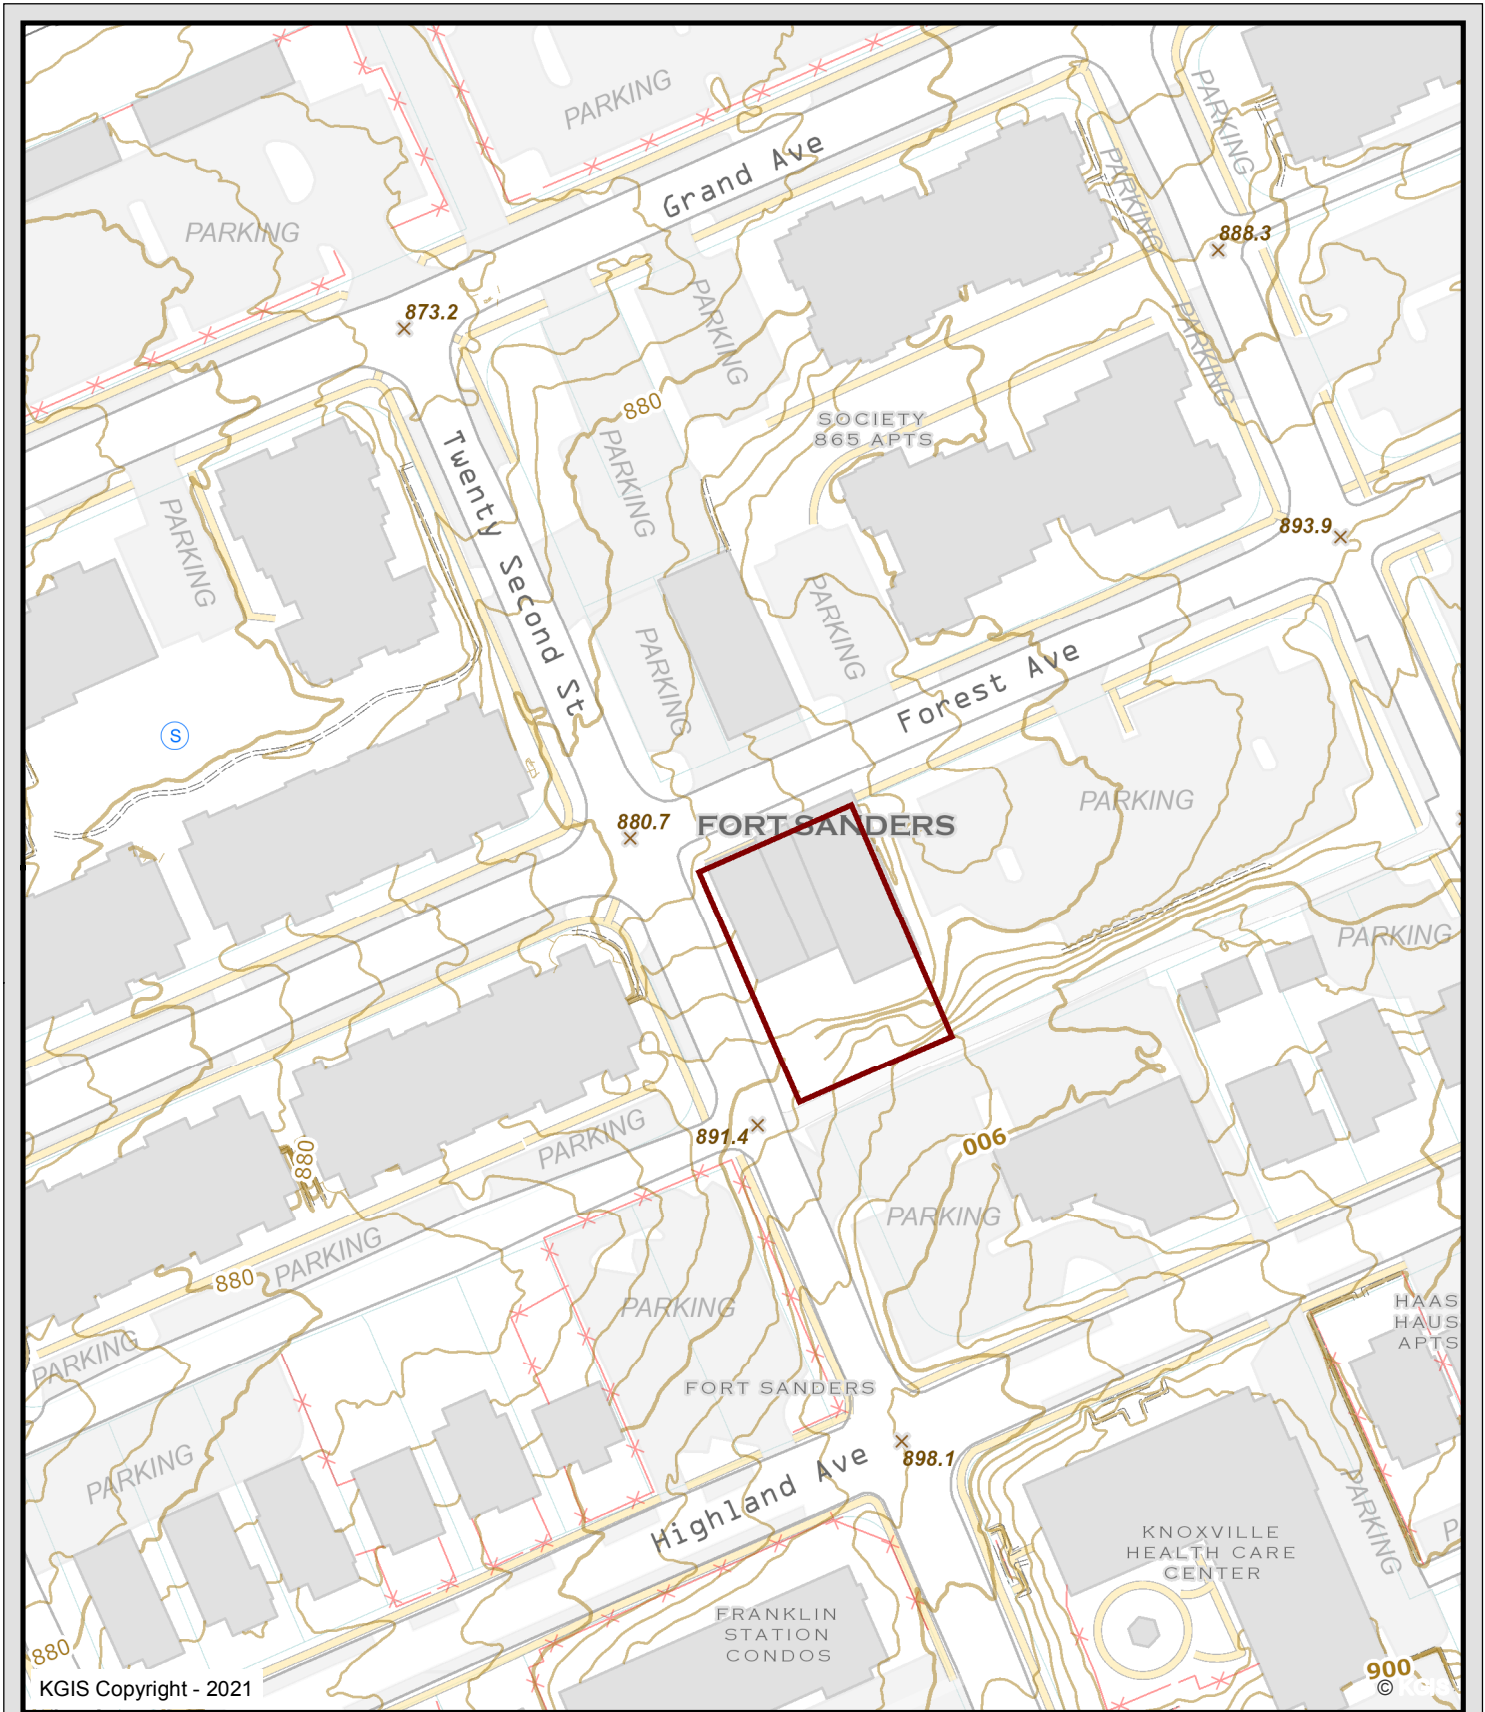 PARKING
Grand Ave
PARKING
PARKING
PARKING
888.3
873.2
PARKING
PARKING
880
SOCIETY
865 APTS
Twenty Second St
PARKING
PARKING
893.9
PARKING
PARKING
Forest Ave
S
PARKING
880.7
FORT SANDERS
PARKING
891.4
PARKING
900
880
PARKING
PARKING
880
PARKING
PARKING
HAAS
HAUS
APTS
FORT SANDERS
PARKING
Highland Ave
898.1
PARKING
KNOXVILLE
HEALTH CARE
CENTER
P
FRANKLIN
STATION
CONDOS
880
900
KGIS Copyright - 2021
© KGIS